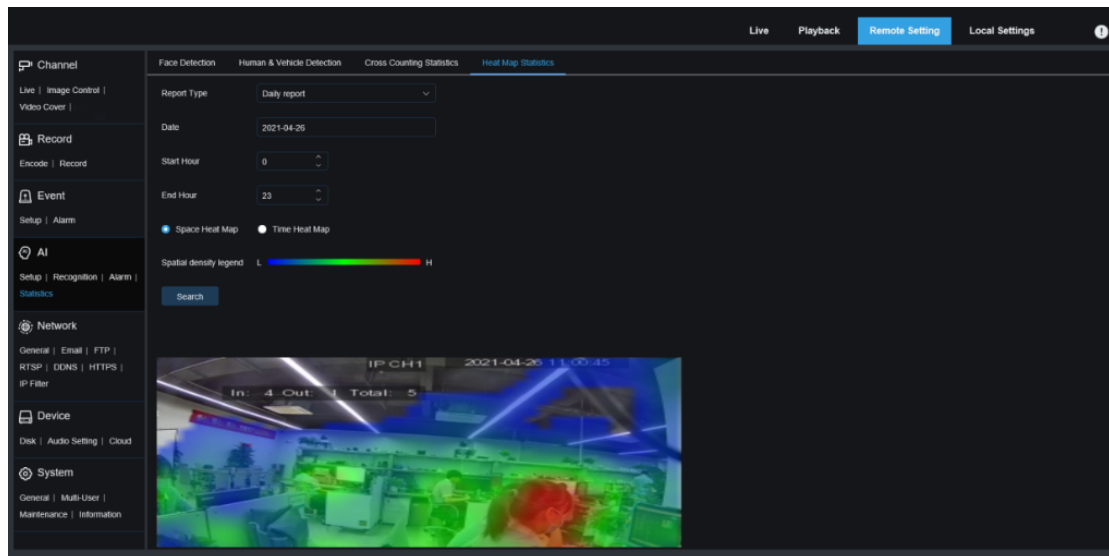 Live Playback Remote Setting Local Settings
Channel
Live | Image Control |
Video Cover |
Record
Encode | Record
Event
Setup | Alarm
AI
Setup | Recognition | Alarm |
Statistics
Network
General | Email | FTP |
RTSP | DDNS | HTTPS |
IP Filter
Device
Disk | Audio Setting | Cloud
System
General | Multi-User |
Maintenance | Information
Face Detection Human & Vehicle Detection Cross Counting Statistics Heat Map Statistics
Report Type Daily report
Date 2021-04-26
Start Hour 0
End Hour 23
Space Heat Map Time Heat Map
Spatial density legend L H
Search
IP CH1 2021-04-26 11:00:45
In: 4 Out: 1 Total: 5